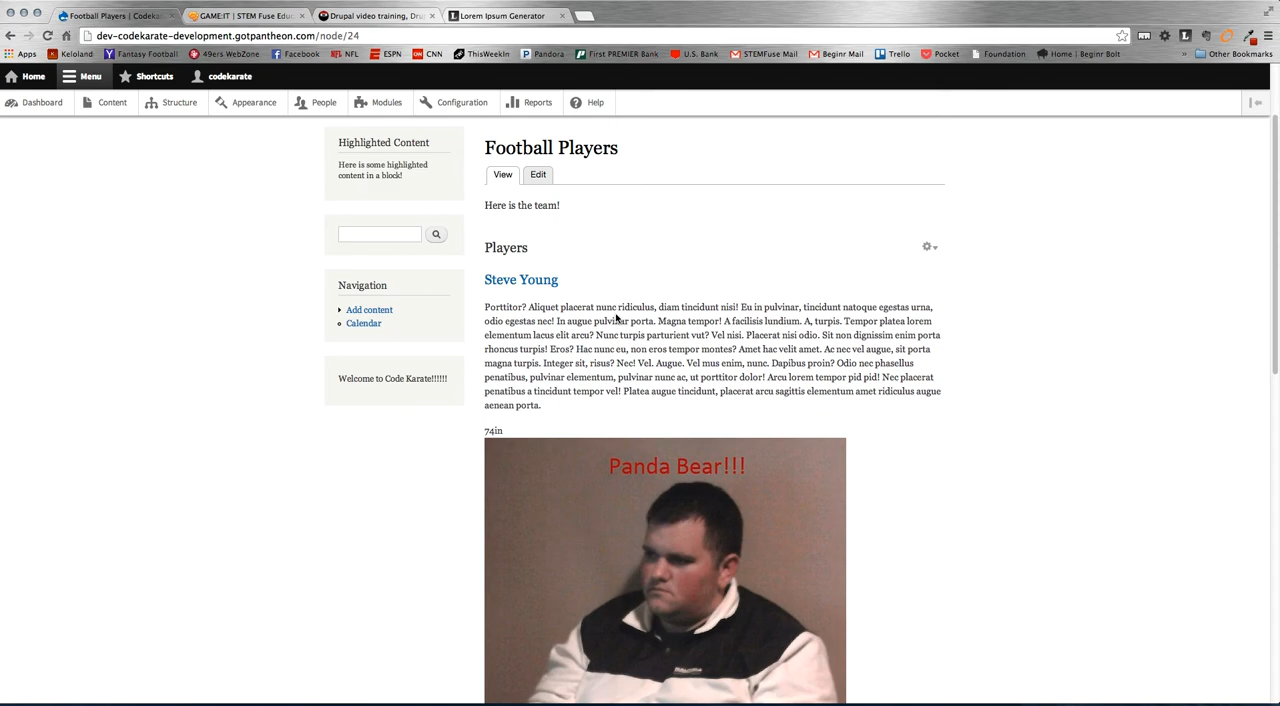 Football Players | Codeka
GAME:IT | STEM Fuse Educ
Drupal video training, Dru
Lorem Ipsum Generator
dev-codekarate-development.gotpantheon.com/node/24
Apps
Keloland
Fantasy Football
49ers WebZone
Facebook
NFL
ESPN
CNN
ThisWeekIn
Pandora
First PREMIER Bank
U.S. Bank
STEMFuse Mail
Beginr Mail
Trello
Pocket
Foundation
Home | Beginr Bolt
»
Other Bookmarks
Home
Menu
Shortcuts
codekarate
Dashboard
Content
Structure
Appearance
People
Modules
Configuration
Reports
Help
Highlighted Content
Here is some highlighted
content in a block!
Navigation
Add content
Calendar
Welcome to Code Karate!!!!!!
Football Players
View
Edit
Here is the team!
Players
Steve Young
Porttitor? Aliquet placerat nunc ridiculus, diam tincidunt nisi! Eu in pulvinar, tincidunt natoque egestas urna,
odio egestas nec! In augue pulvinar porta. Magna tempor! A facilisis lundium. A, turpis. Tempor platea lorem
elementum lacus elit arcu? Nunc turpis parturient vut? Vel nisi. Placerat nisi odio. Sit non dignissim enim porta
rhoncus turpis! Eros? Hac nunc eu, non eros tempor montes? Amet hac velit amet. Ac nec vel augue, sit porta
magna turpis. Integer sit, risus? Nec! Vel. Augue. Vel mus enim, nunc. Dapibus proin? Odio nec phasellus
penatibus, pulvinar elementum, pulvinar nunc ac, ut porttitor dolor! Arcu lorem tempor pid pid! Nec placerat
penatibus a tincidunt tempor vel! Platea augue tincidunt, placerat arcu sagittis elementum amet ridiculus augue
aenean porta.
74in
Panda Bear!!!